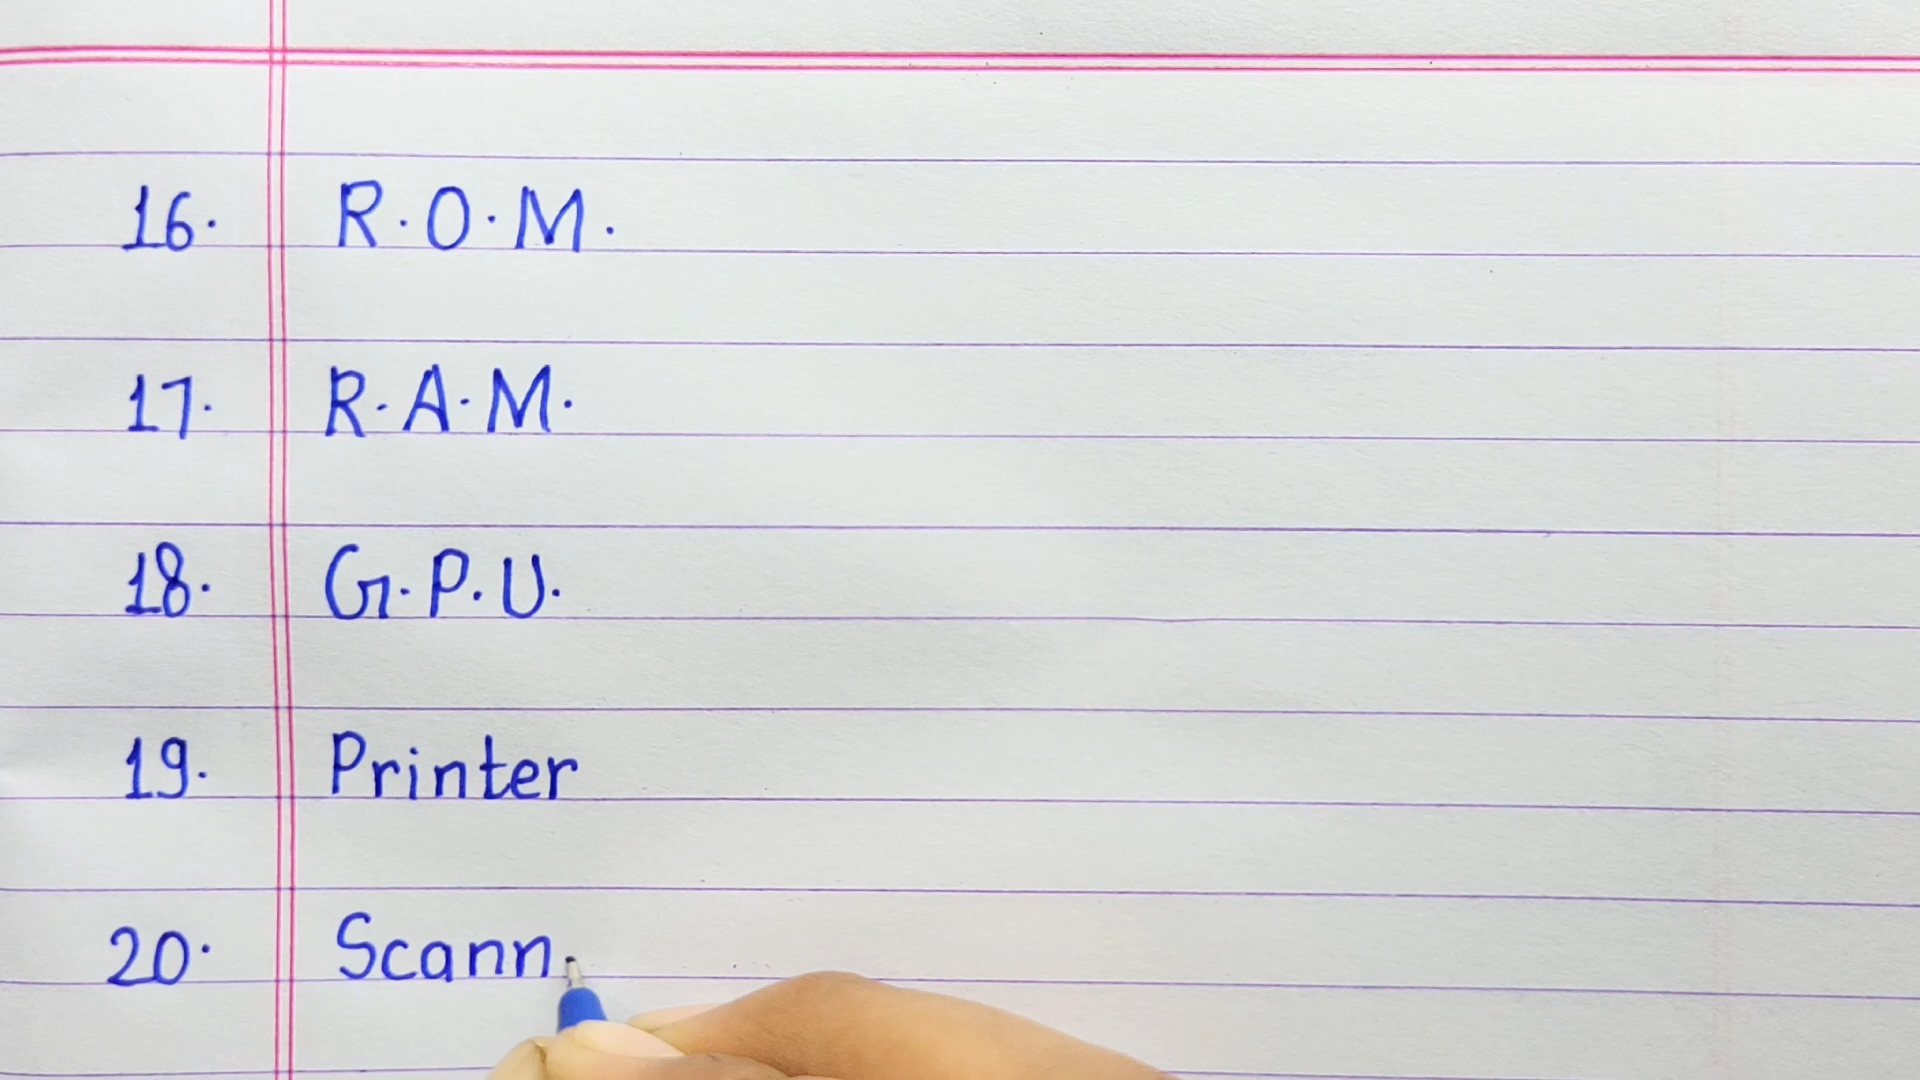 16. R.O.M.
17. R.A.M.
18. G.P.U.
19. Printer
20. Scann